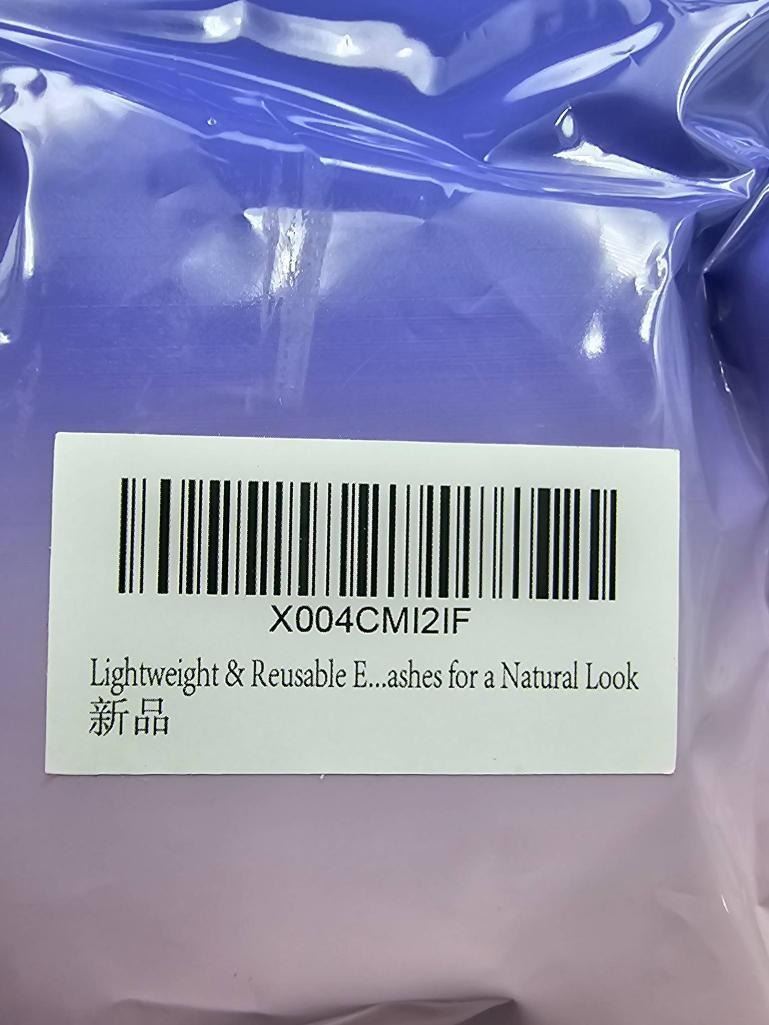 X004CMI2IF
Lightweight & Reusable E...ashes for a Natural Look
新品